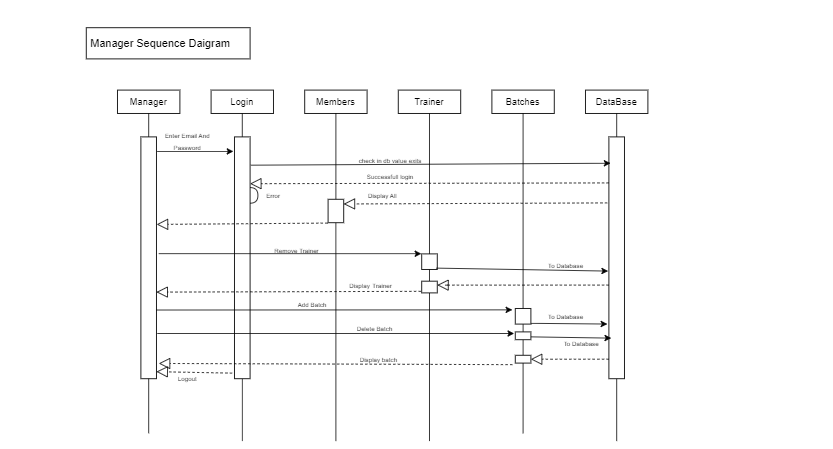 Manager Sequence Daigram
Manager
Login
Members
Trainer
Batches
DataBase
Enter Email And
Password
check in db value exits
Successfull login
Error
Display All
Remove Trainer
To Database
Display Trainer
Add Batch
To Database
Delete Batch
To Database
Display batch
Logout